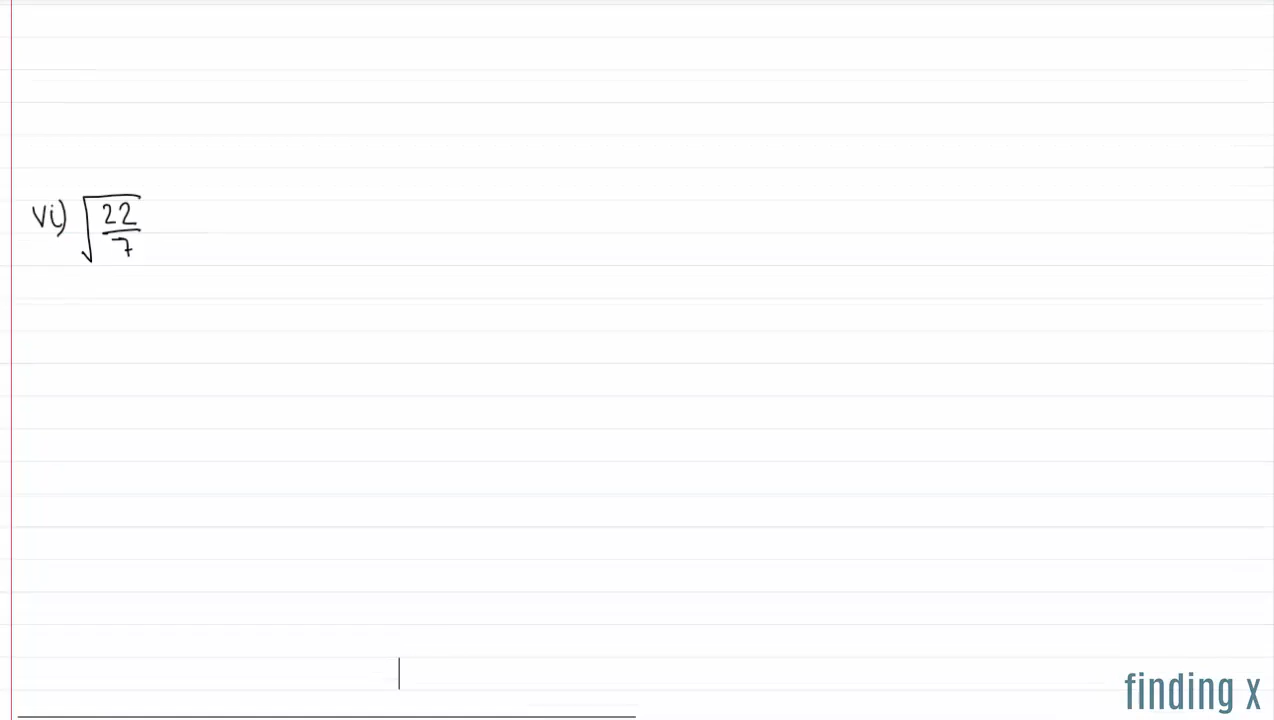 vi) √(22/7)
finding x